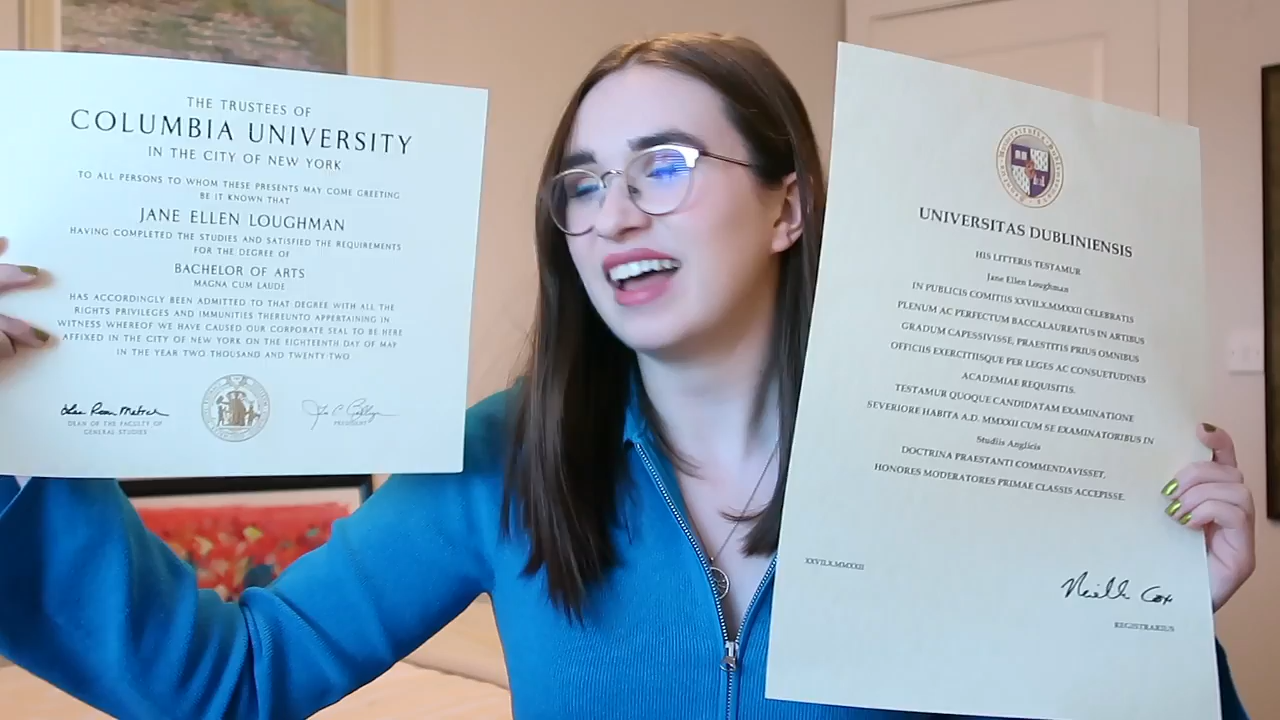 THE TRUSTEES OF
COLUMBIA UNIVERSITY
IN THE CITY OF NEW YORK
TO ALL PERSONS TO WHOM THESE PRESENTS MAY COME GREETING
BE IT KNOWN THAT
JANE ELLEN LOUGHMAN
HAVING COMPLETED THE STUDIES AND SATISFIED THE REQUIREMENTS
FOR THE DEGREE OF
BACHELOR OF ARTS
MAGNA CUM LAUDE
HAS ACCORDINGLY BEEN ADMITTED TO THAT DEGREE WITH ALL THE
RIGHTS PRIVILEGES AND IMMUNITIES THEREUNTO APPERTAINING IN
WITNESS WHEREOF WE HAVE CAUSED OUR CORPORATE SEAL TO BE HERE
AFFIXED IN THE CITY OF NEW YORK ON THE EIGHTEENTH DAY OF MAY
IN THE YEAR TWO THOUSAND AND TWENTY TWO
DEAN OF THE FACULTY OF
GENERAL STUDIES
PRESIDENT
UNIVERSITAS DUBLINIENSIS
HIS LITTERIS TESTAMUR
Jane Ellen Loughman
IN PUBLICIS COMITIIS XXVII.X.MMXXII CELEBRATIS
PLENUM AC PERFECTUM BACCALAUREATUS IN ARTIBUS
GRADUM CAPESSIVISSE, PRAESTITIS PRIUS OMNIBUS
OFFICIIS EXERCITIISQUE PER LEGES AC CONSUETUDINES
ACADEMIAE REQUISITIS.
TESTAMUR QUOQUE CANDIDATAM EXAMINATIONE
SEVERIORE HABITA A.D. MMXXII CUM SE EXAMINATORIBUS IN
Studiis Anglicis
DOCTRINA PRAESTANTI COMMENDAVISSET,
HONORES MODERATORES PRIMAE CLASSIS ACCEPISSE.
XXVII.X.MMXXII
Neville Cox
REGISTRARIUS